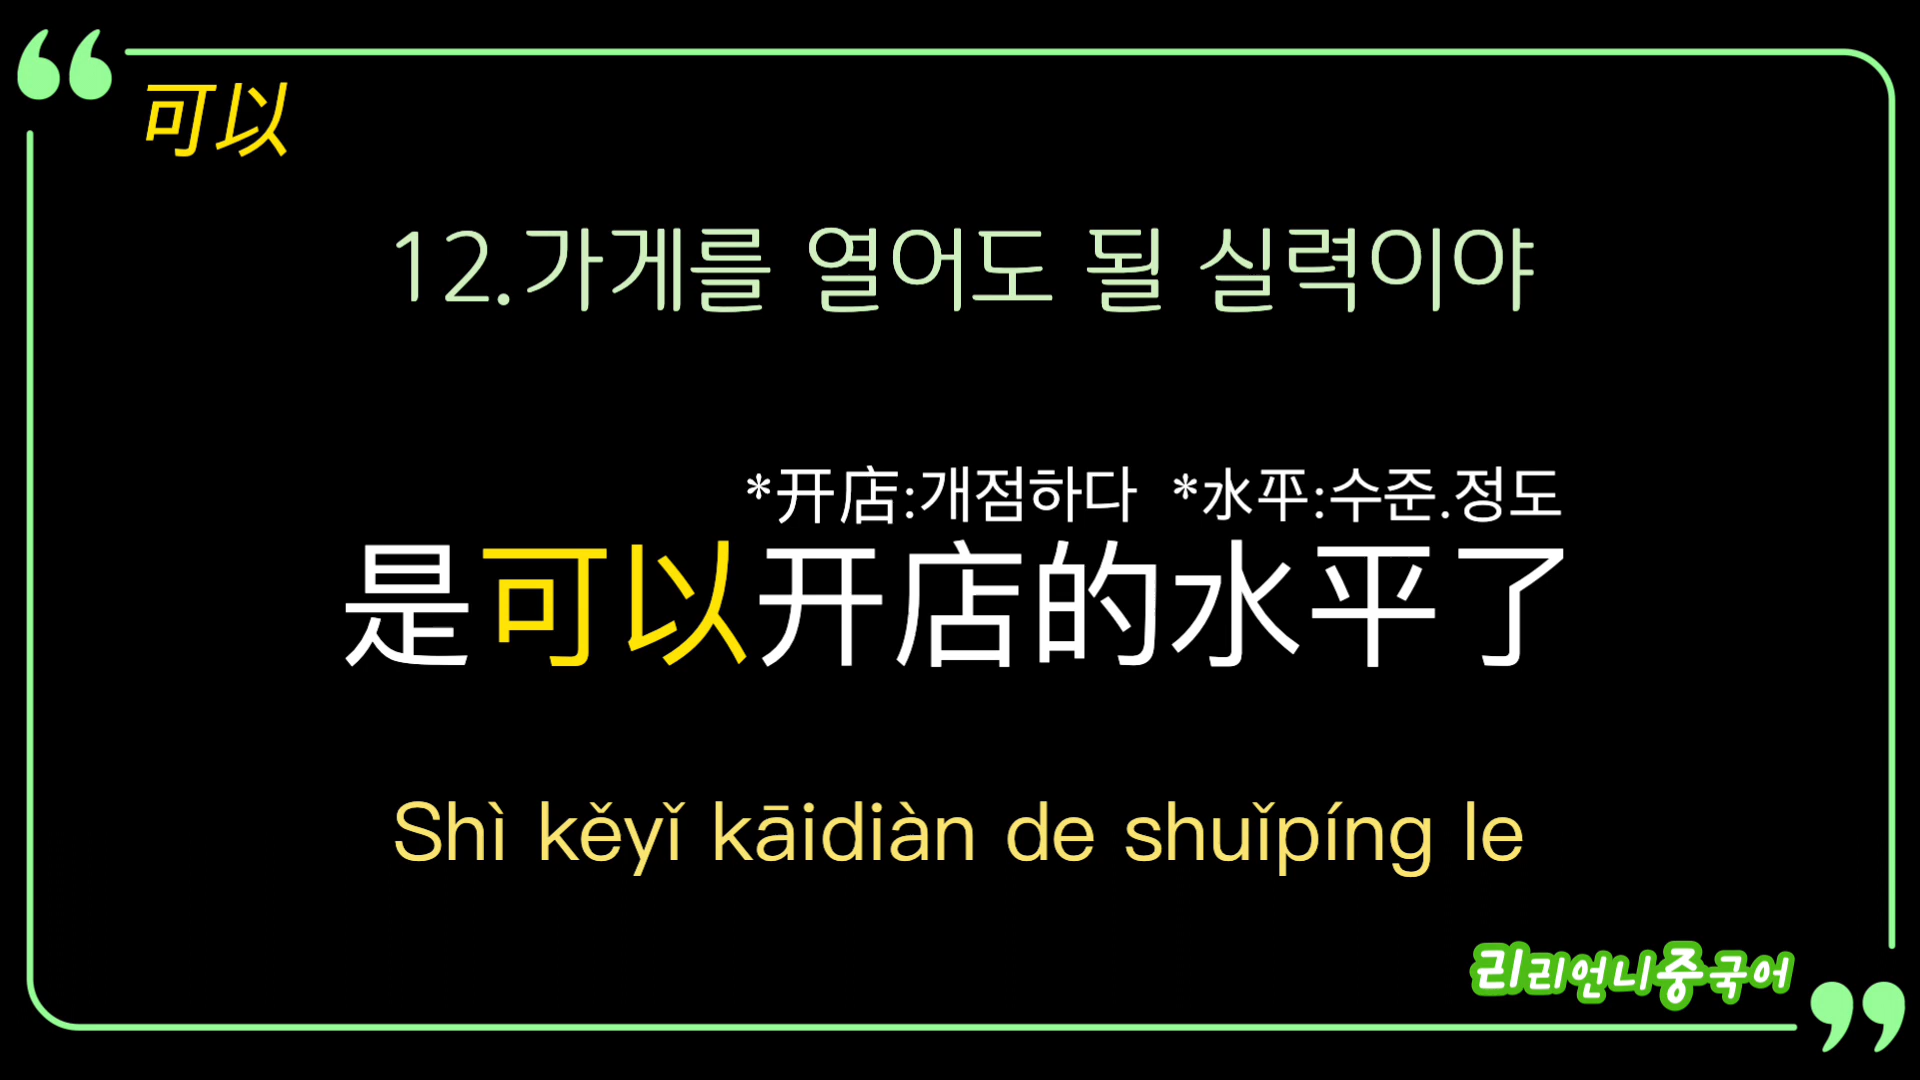 可以
12.가게를 열어도 될 실력이야
*开店:개점하다 *水平:수준.정도
是可以开店的水平了
Shì kěyǐ kāidiàn de shuǐpíng le
리리언니중국어